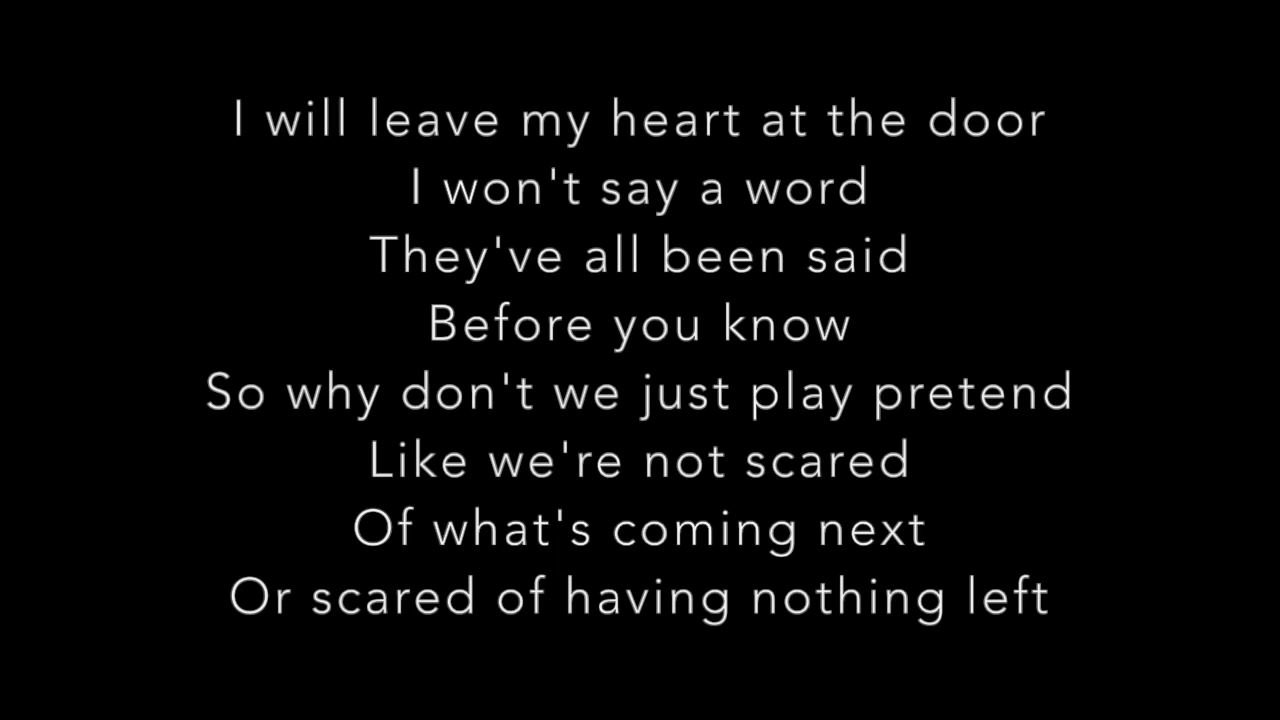 I will leave my heart at the door
I won't say a word
They've all been said
Before you know
So why don't we just play pretend
Like we're not scared
Of what's coming next
Or scared of having nothing left